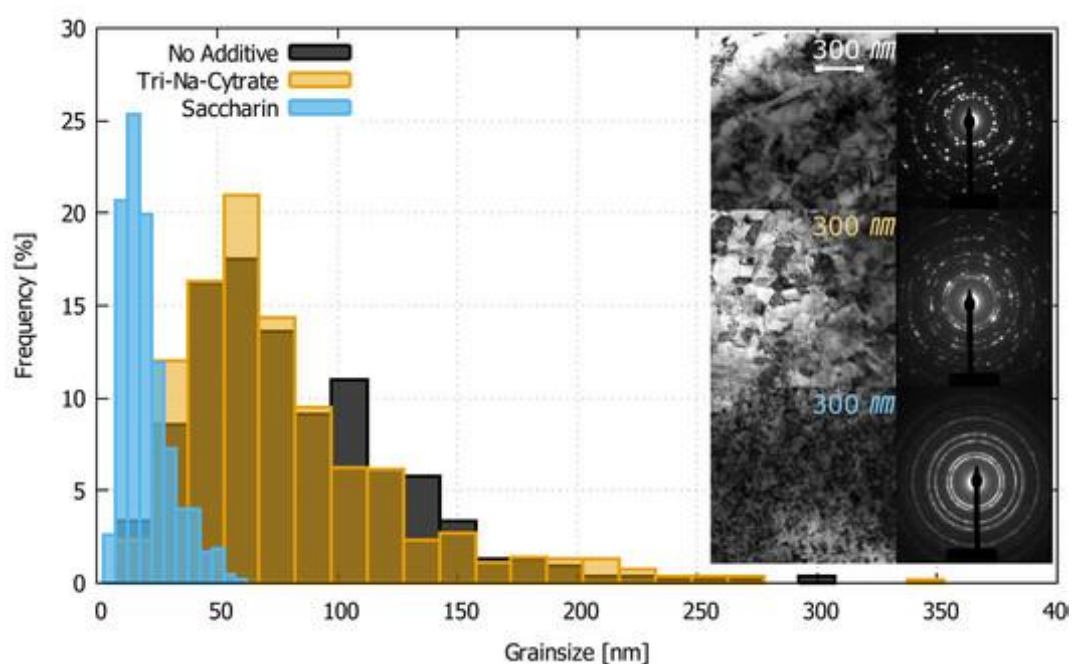 30
25
20
15
10
5
0
Frequency [%]
No Additive
Tri-Na-Cytrate
Saccharin
300 nm
300 nm
300 nm
0
50
100
150
200
250
300
350
40
Grainsize [nm]